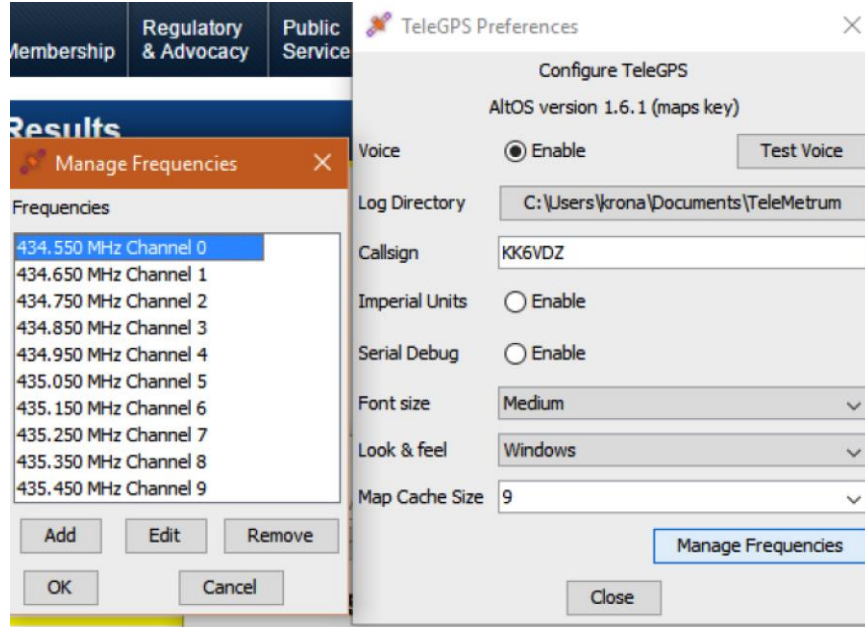 Membership
Regulatory
& Advocacy
Public
Service
Results
Manage Frequencies
Frequencies
434.550 MHz Channel 0
434.650 MHz Channel 1
434.750 MHz Channel 2
434.850 MHz Channel 3
434.950 MHz Channel 4
435.050 MHz Channel 5
435.150 MHz Channel 6
435.250 MHz Channel 7
435.350 MHz Channel 8
435.450 MHz Channel 9
Add Edit Remove
OK Cancel
TeleGPS Preferences
Configure TeleGPS
AltOS version 1.6.1 (maps key)
Voice Enable Test Voice
Log Directory C:\Users\krona\Documents\TeleMetrum
Callsign KK6VDZ
Imperial Units Enable
Serial Debug Enable
Font size Medium
Look & feel Windows
Map Cache Size 9
Manage Frequencies
Close